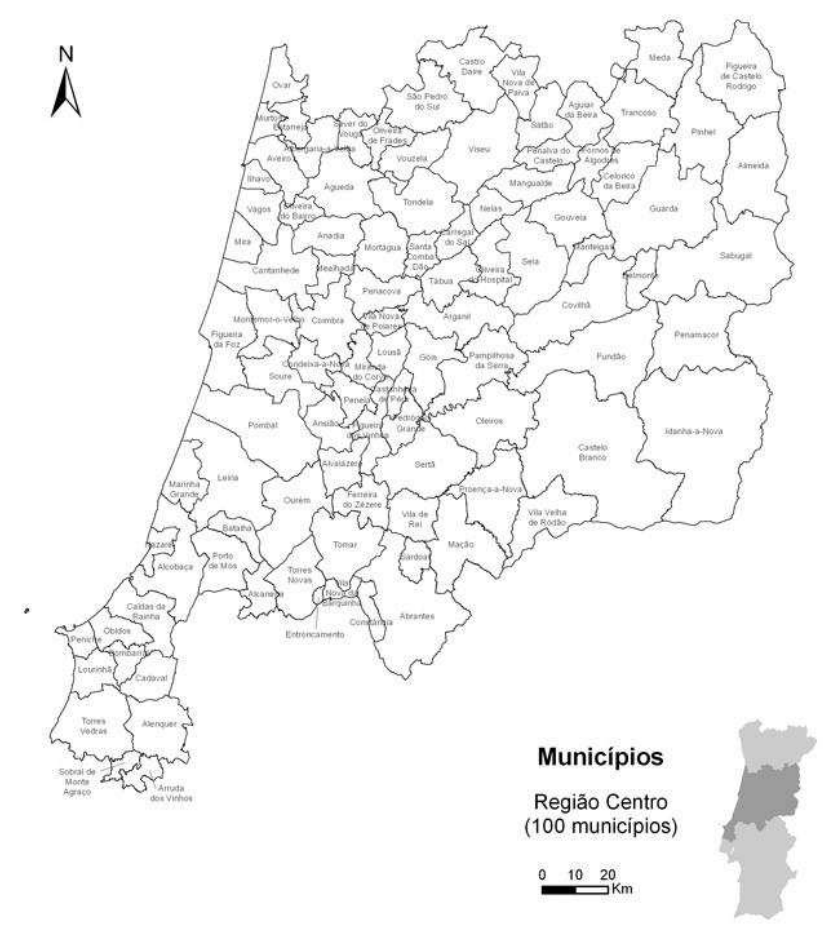 N
Castro
Daire
Meda
Figueira
de Castelo
Rodrigo
Vila
Nova de
Paiva
Ovar
São Pedro
do Sul
Aguiar
da Beira
Trancoso
Murtosa
Estarreja
Sever do
Vouga
Oliveira
de Frades
Satão
Pinhel
Albergaria-a-Velha
Viseu
Penalva do
Castelo
Fornos de
Algodres
Aveiro
Vouzela
Almeida
Ílhavo
Águeda
Mangualde
Celorico
da Beira
Vagos
Oliveira
do Bairro
Tondela
Nelas
Gouveia
Guarda
Anadia
Carregal
do Sal
Mira
Mortágua
Santa
Comba
Dão
Seia
Manteigas
Sabugal
Cantanhede
Mealhada
Tábua
Oliveira
do Hospital
Belmonte
Penacova
Covilhã
Montemor-o-Velho
Coimbra
Vila Nova
de Poiares
Arganil
Figueira
da Foz
Penamacor
Lousã
Góis
Pampilhosa
da Serra
Fundão
Condeixa-a-Nova
Miranda
do Corvo
Soure
Castanheira
de Pêra
Penela
Pombal
Ansião
Figueiró
dos Vinhos
Pedrógão
Grande
Oleiros
Castelo
Branco
Idanha-a-Nova
Alvaiázere
Sertã
Leiria
Marinha
Grande
Ourém
Ferreira
do Zêzere
Proença-a-Nova
Vila de
Rei
Vila Velha
de Ródão
Batalha
Nazaré
Tomar
Mação
Porto
de Mós
Sardoal
Alcobaça
Torres
Novas
Alcanena
Vila
Nova da
Barquinha
Caldas da
Rainha
Constância
Abrantes
Óbidos
Entroncamento
Peniche
Bombarral
Lourinhã
Cadaval
Torres
Vedras
Alenquer
Sobral de
Monte
Agraço
Arruda
dos Vinhos
Municípios
Região Centro
(100 municípios)
0 10 20
Km